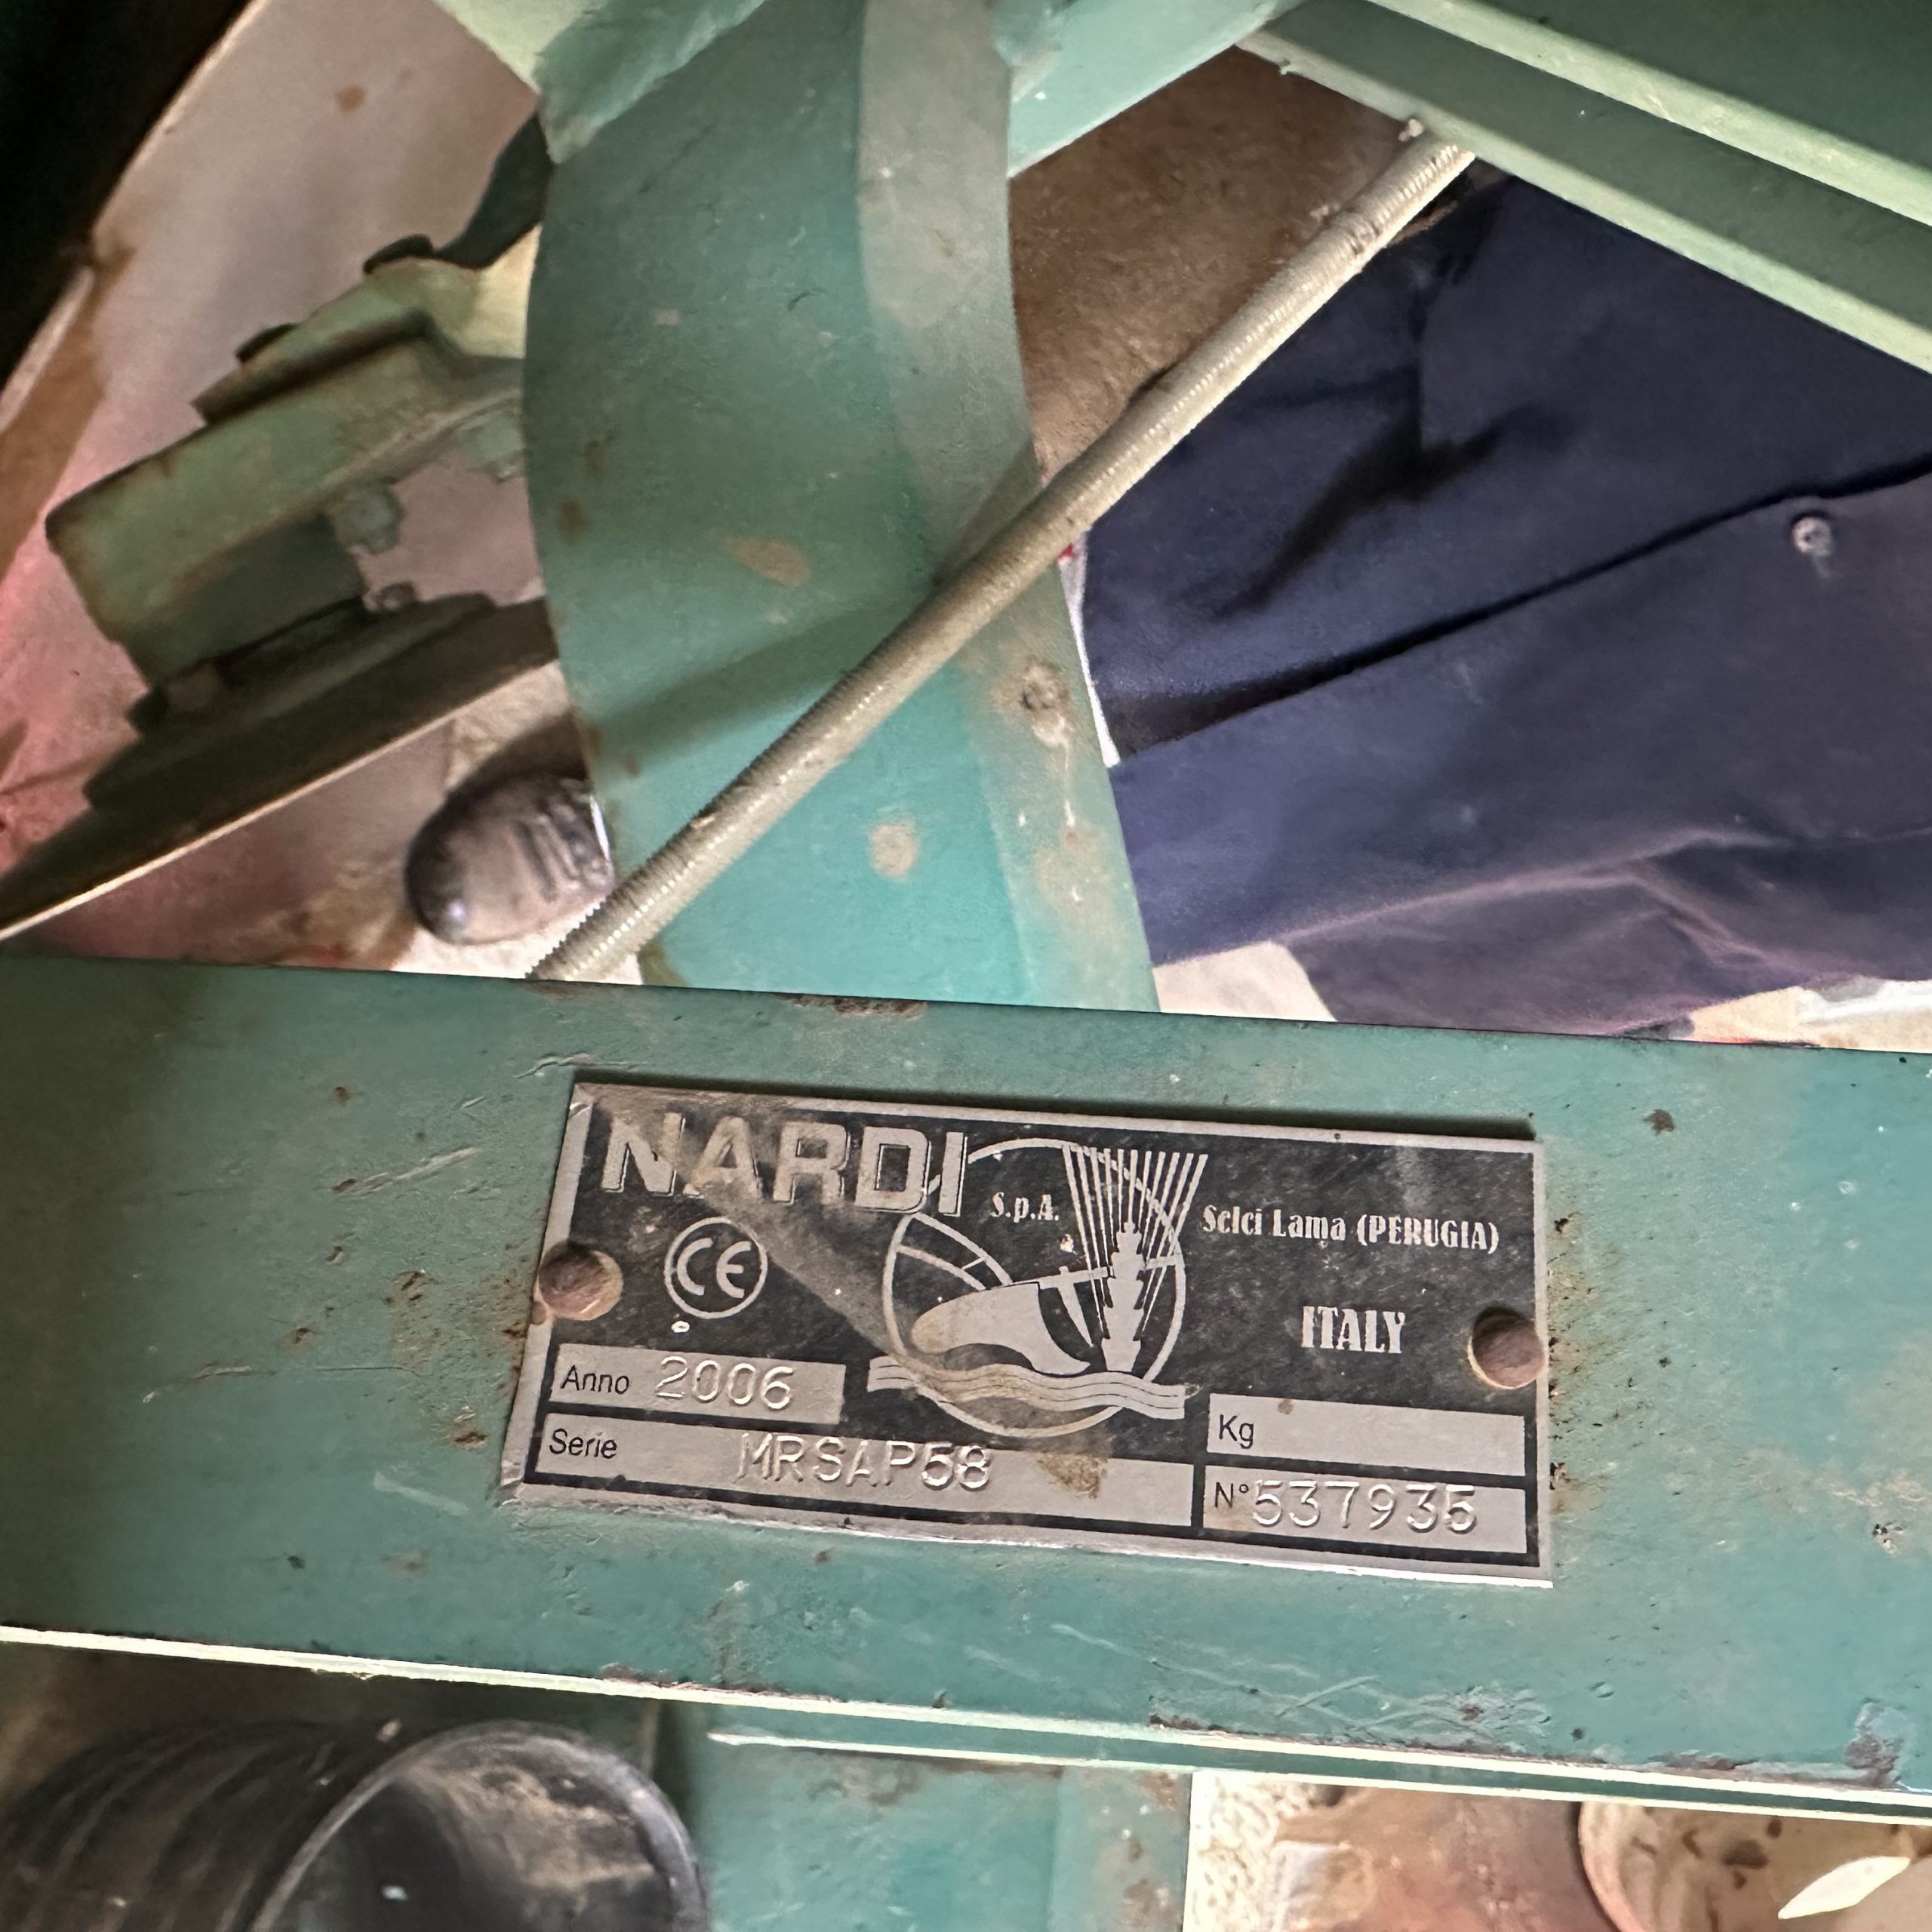 NARDI S.p.A. Selci Lama (PERUGIA)
CE ITALY
Anno 2006
Kg
Serie MRSAP58
N° 537935